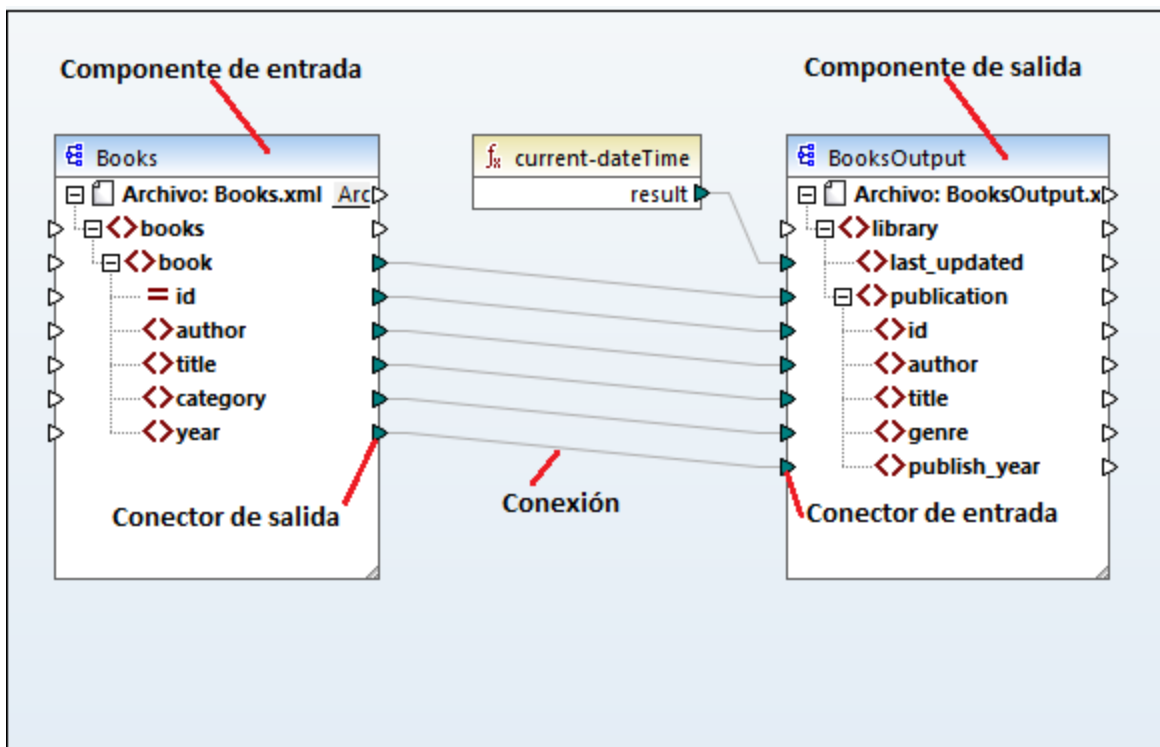 Componente de entrada
Componente de salida
Books
Archivo: Books.xml Arc
books
book
id
author
title
category
year
Conector de salida
fx current-dateTime
result
Conexión
BooksOutput
Archivo: BooksOutput.x
library
last_updated
publication
id
author
title
genre
publish_year
Conector de entrada